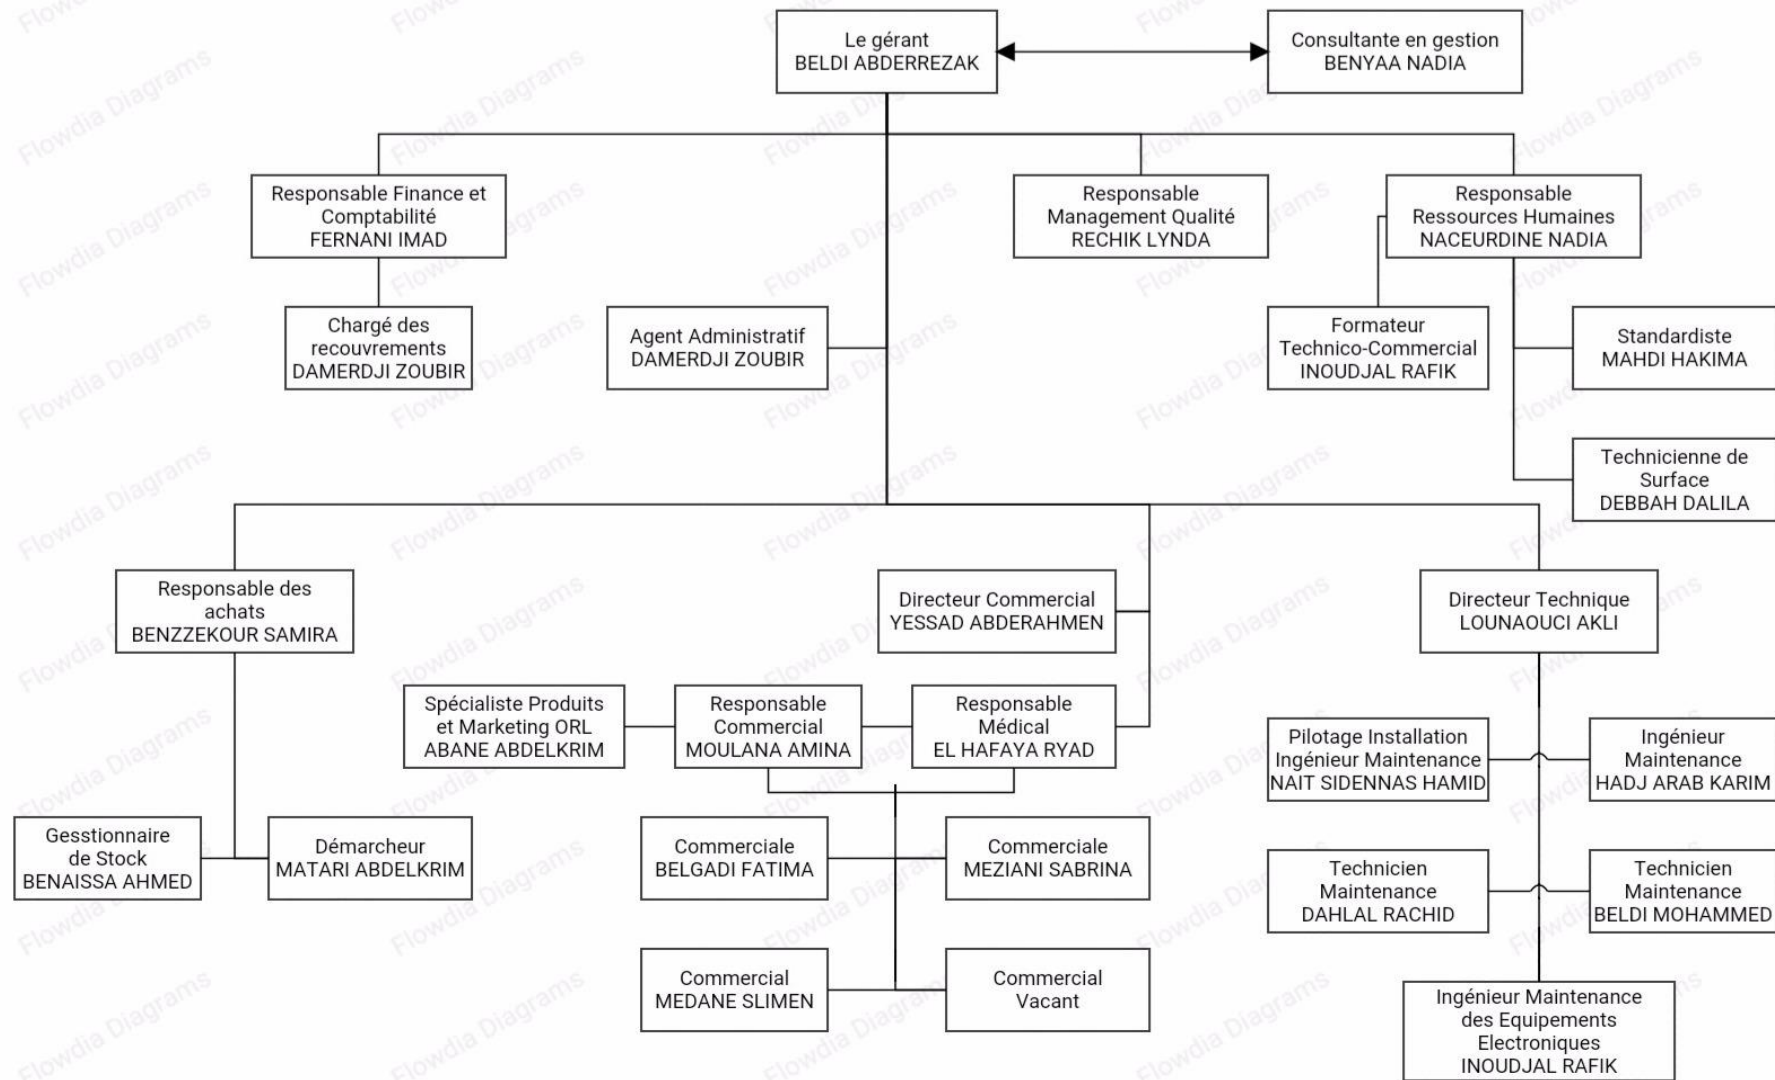 Le gérant
BELDI ABDERREZAK
Consultante en gestion
BENYAA NADIA
Responsable Finance et
Comptabilité
FERNANI IMAD
Responsable
Management Qualité
RECHIK LYNDA
Responsable
Ressources Humaines
NACEURDINE NADIA
Chargé des
recouvrements
DAMERDJI ZOUBIR
Agent Administratif
DAMERDJI ZOUBIR
Formateur
Technico-Commercial
INOUDJAL RAFIK
Standardiste
MAHDI HAKIMA
Technicienne de
Surface
DEBBAH DALILA
Responsable des
achats
BENZZEKOUR SAMIRA
Directeur Commercial
YESSAD ABDERAHMEN
Directeur Technique
LOUNAOUCI AKLI
Spécialiste Produits
et Marketing ORL
ABANE ABDELKRIM
Responsable
Commercial
MOULANA AMINA
Responsable
Médical
EL HAFAYA RYAD
Pilotage Installation
Ingénieur Maintenance
NAIT SIDENNAS HAMID
Ingénieur
Maintenance
HADJ ARAB KARIM
Gesstionnaire
de Stock
BENAISSA AHMED
Démarcheur
MATARI ABDELKRIM
Commerciale
BELGADI FATIMA
Commerciale
MEZIANI SABRINA
Technicien
Maintenance
DAHLAL RACHID
Technicien
Maintenance
BELDI MOHAMMED
Commercial
MEDANE SLIMEN
Commercial
Vacant
Ingénieur Maintenance
des Equipements
Electroniques
INOUDJAL RAFIK
Flowdia Diagrams